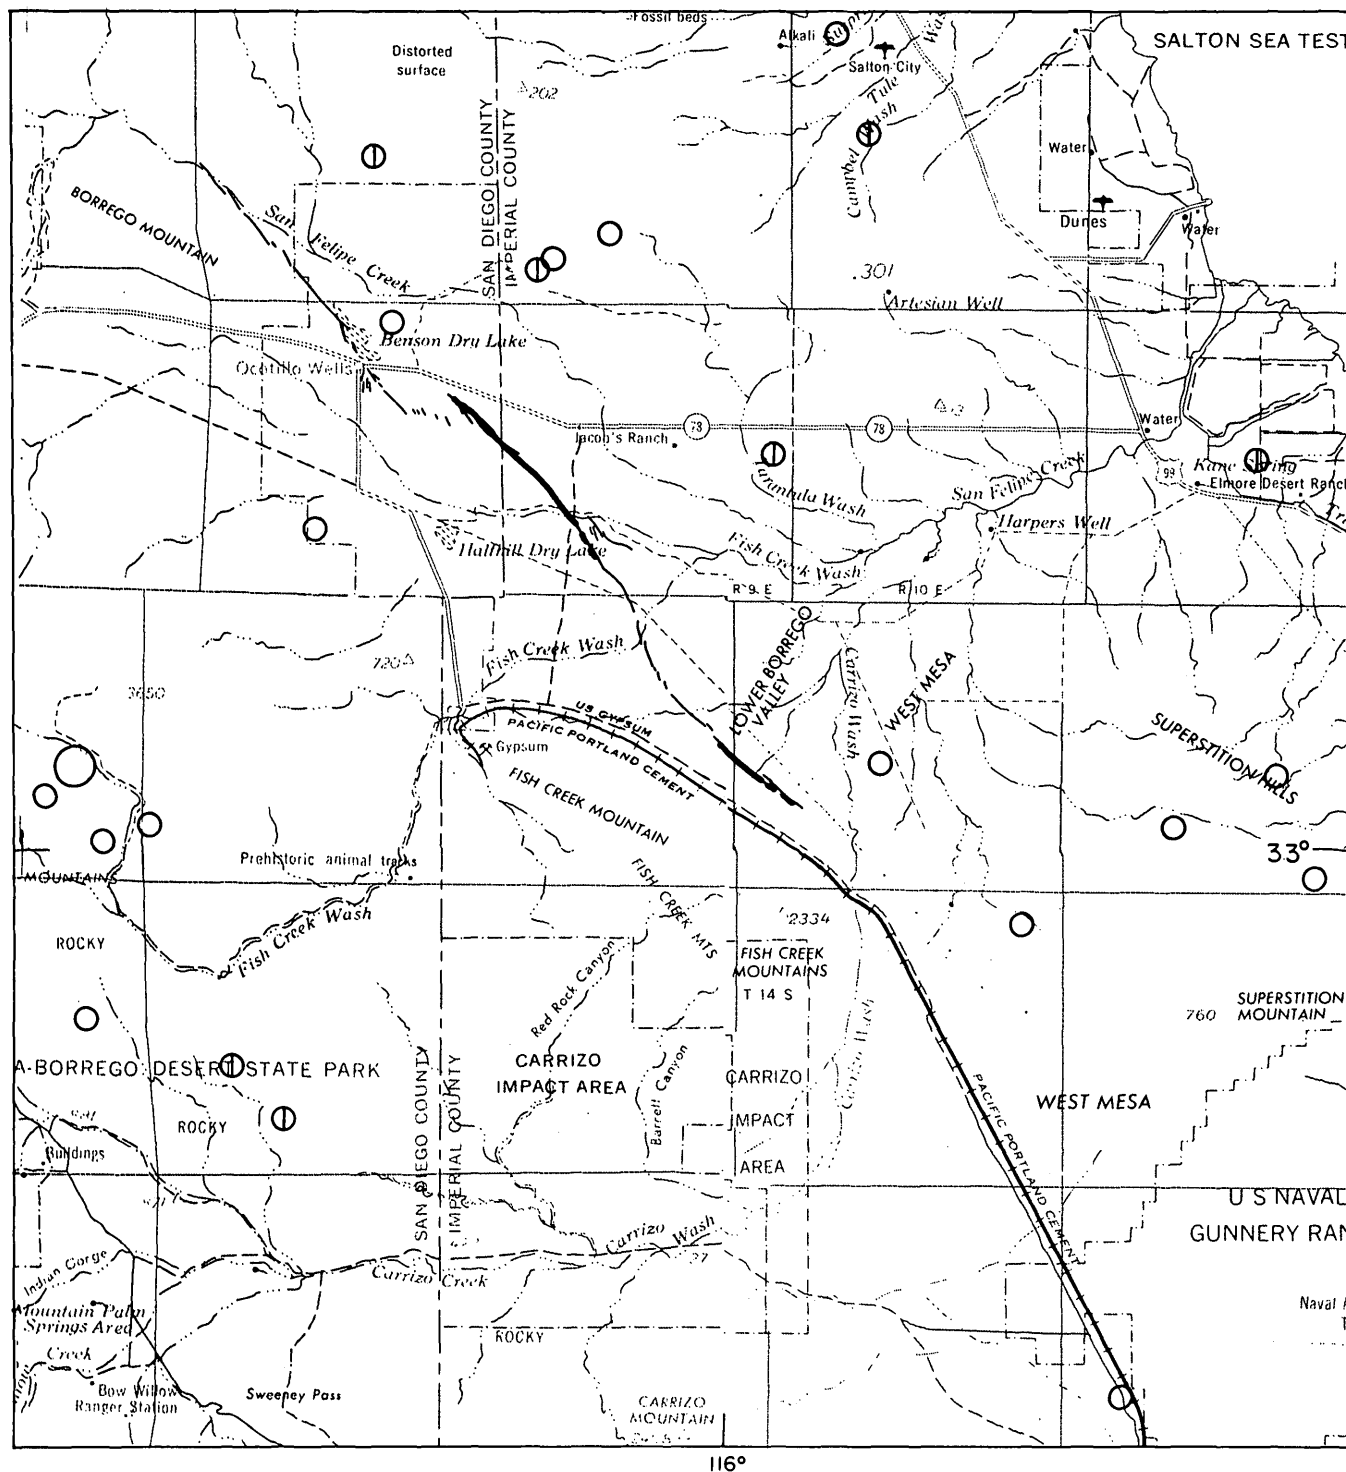 Fossil beds
Alkali
SALTON SEA TEST
Distorted
surface
Salton City
202
Tule
Wash
Campbel Wash
SAN DIEGO COUNTY
IMPERIAL COUNTY
Water
BORREGO MOUNTAIN
San Felipe Creek
Dunes
Water
.301
Artesian Well
Benson Dry Lake
Ocotillo Wells
78
78
Jacob's Ranch
Water
Tarantula Wash
San Felipe Creek
99
Kane Spring
Elmore Desert Ranch
Halfhill Dry Lake
Harpers Well
Fish Creek Wash
R 9 E
R 10 E
720
Fish Creek Wash
LOWER BORREGO
VALLEY
Carrizo Wash
WEST MESA
3650
US GYPSUM
PACIFIC PORTLAND CEMENT
Gypsum
SUPERSTITION HILLS
FISH CREEK MOUNTAIN
33°
Prehistoric animal tracks
MOUNTAINS
FISH CREEK MTS
Fish Creek Wash
2334
ROCKY
Red Rock Canyon
FISH CREEK
MOUNTAINS
T 14 S
SUPERSTITION
MOUNTAIN
760
Carrizo Wash
A-BORREGO DESERT STATE PARK
SAN DIEGO COUNTY
IMPERIAL COUNTY
CARRIZO
IMPACT AREA
Barrett Canyon
CARRIZO
IMPACT
AREA
PACIFIC PORTLAND CEMENT
WEST MESA
ROCKY
Buildings
U S NAVAL
GUNNERY RAN
Carrizo Wash
27
Indian Gorge
Carrizo Creek
Mountain Palm
Springs Area
Naval
ROCKY
Creek
Bow Willow
Ranger Station
Sweeney Pass
CARRIZO
MOUNTAIN
116°